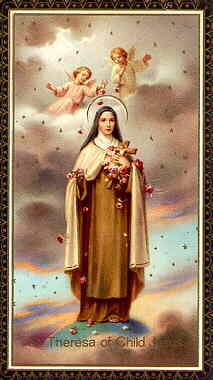 Theresa of Child J